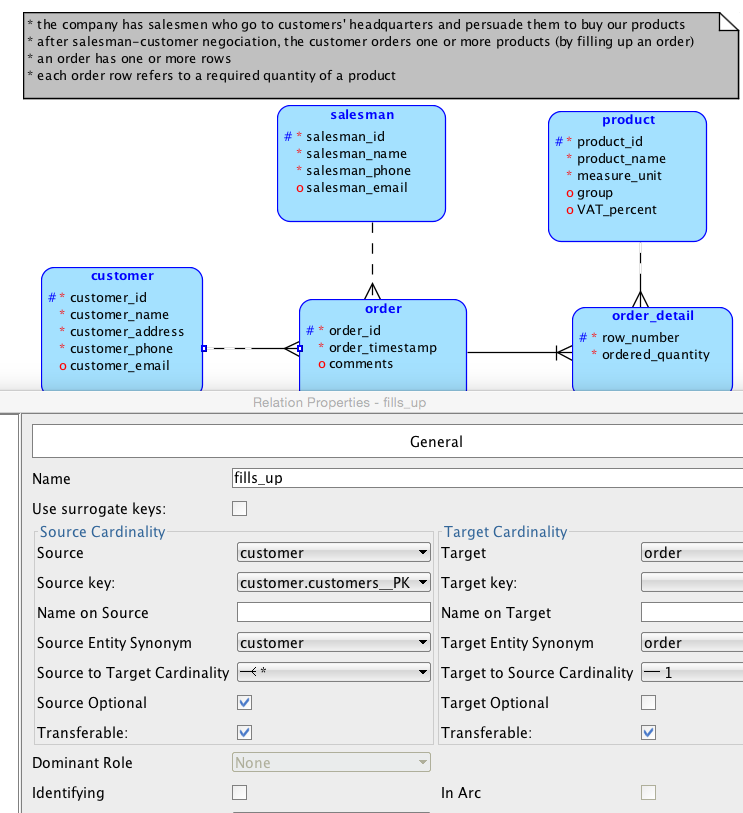 * the company has salesmen who go to customers' headquarters and persuade them to buy our products
* after salesman-customer negociation, the customer orders one or more products (by filling up an order)
* an order has one or more rows
* each order row refers to a required quantity of a product
salesman
# * salesman_id
* salesman_name
* salesman_phone
o salesman_email
product
# * product_id
* product_name
* measure_unit
o group
o VAT_percent
customer
# * customer_id
* customer_name
* customer_address
* customer_phone
o customer_email
order
# * order_id
* order_timestamp
o comments
order_detail
# * row_number
* ordered_quantity
Relation Properties - fills_up
General
Name fills_up
Use surrogate keys:
Source Cardinality
Source customer
Source key: customer.customers__PK
Name on Source
Source Entity Synonym customer
Source to Target Cardinality *
Source Optional
Transferable:
Target Cardinality
Target order
Target key:
Name on Target
Target Entity Synonym order
Target to Source Cardinality 1
Target Optional
Transferable:
Dominant Role None
Identifying In Arc